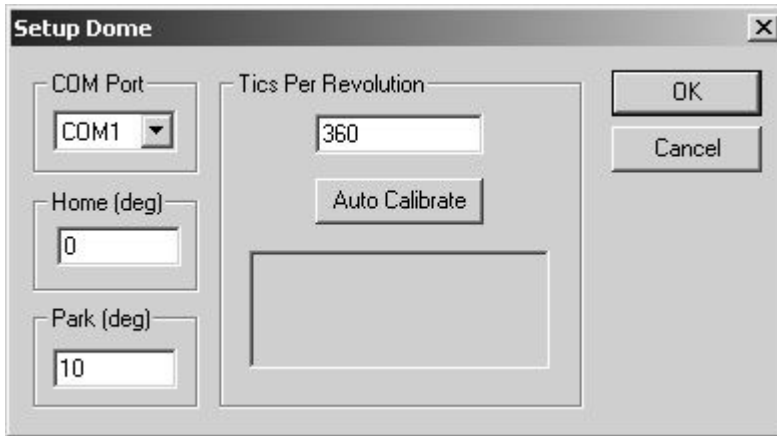 Setup Dome
COM Port
COM1
Home (deg)
0
Park (deg)
10
Tics Per Revolution
360
Auto Calibrate
OK
Cancel